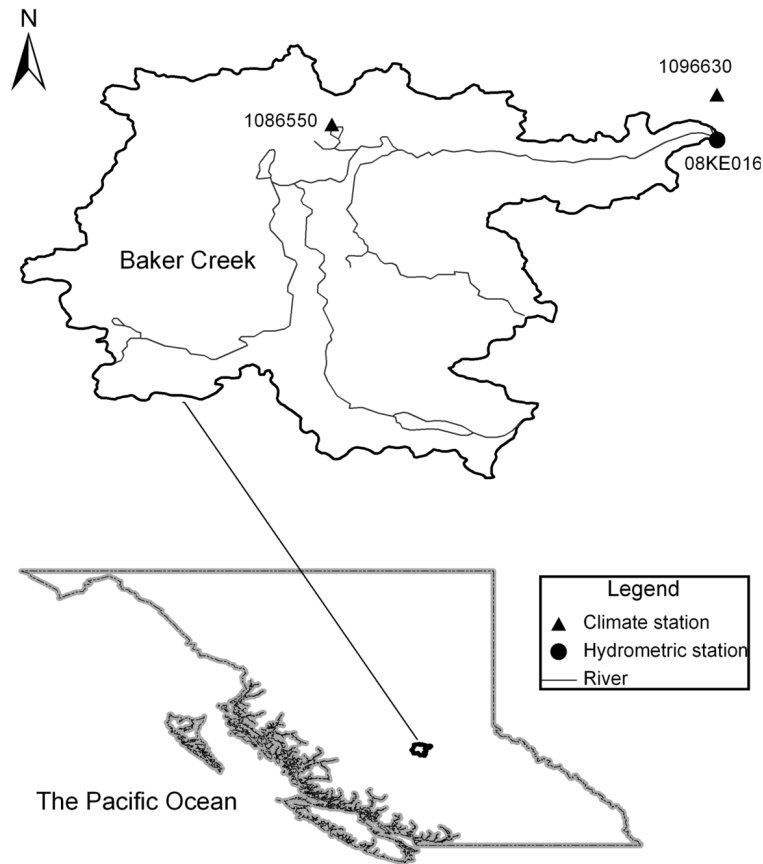 N
1096630
1086550
08KE016
Baker Creek
Legend
Climate station
Hydrometric station
River
The Pacific Ocean